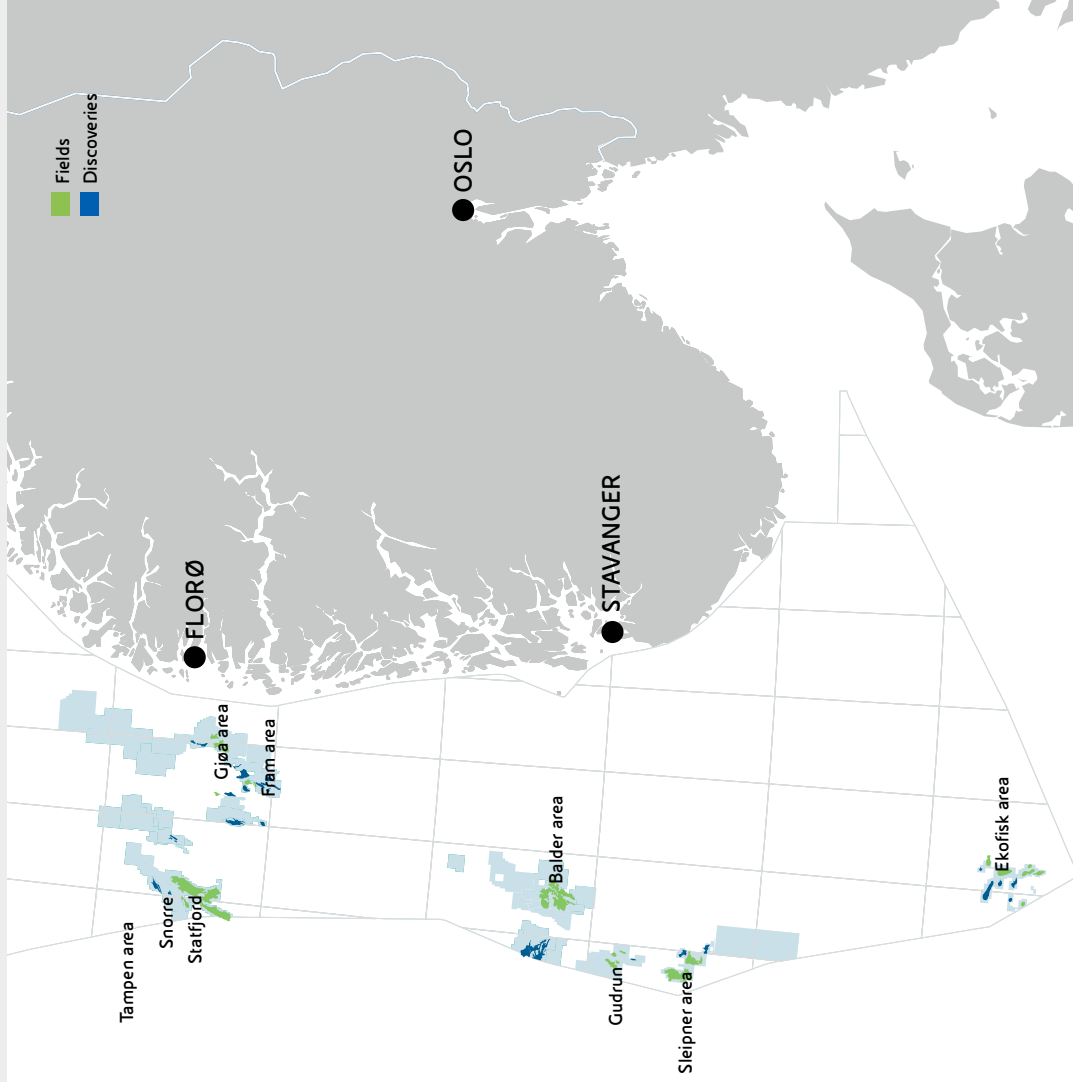 Fields
Discoveries
OSLO
FLORØ
STAVANGER
Gjøa area
Fram area
Tampen area
Snorre
Statfjord
Balder area
Gudrun
Sleipner area
Ekofisk area